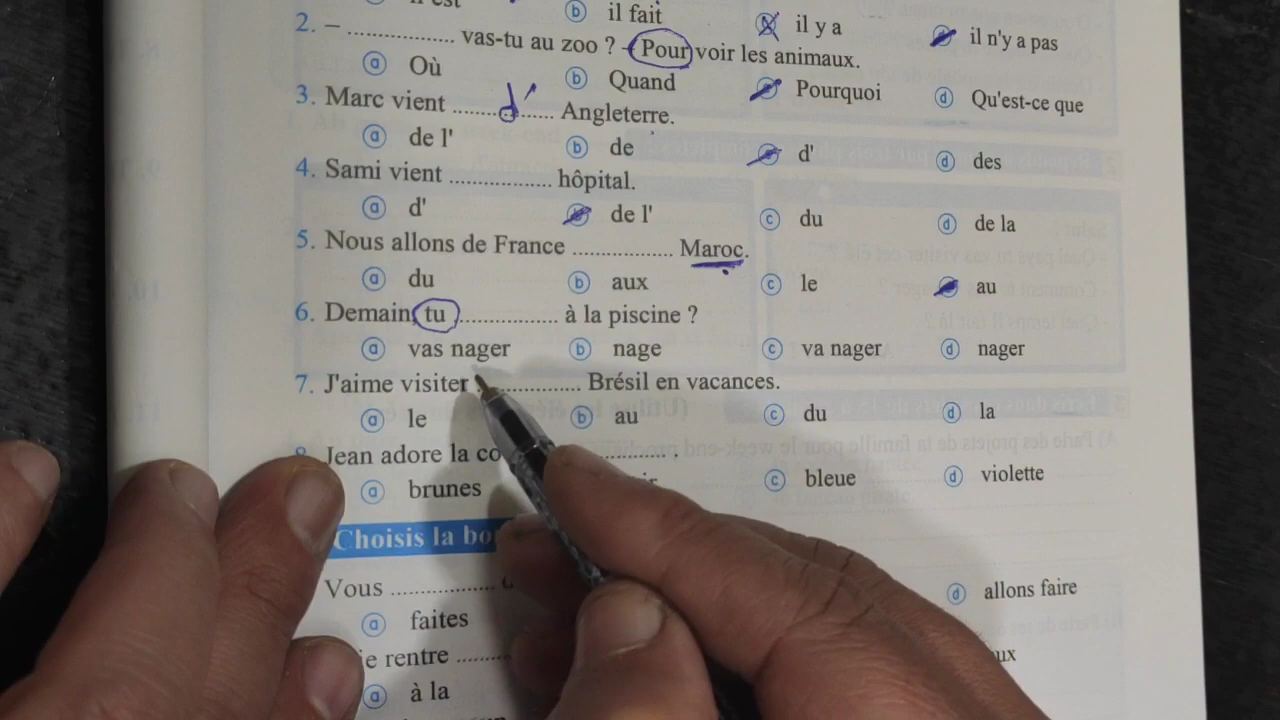 b il fait il y a d il n'y a pas
2. – .................. vas-tu au zoo ? - Pour voir les animaux.
a Où b Quand c Pourquoi d Qu'est-ce que
3. Marc vient ....... d' ....... Angleterre.
a de l' b de c d' d des
4. Sami vient .................. hôpital.
a d' b de l' c du d de la
5. Nous allons de France .................. Maroc.
a du b aux c le d au
6. Demain, tu .................. à la piscine ?
a vas nager b nage c va nager d nager
7. J'aime visiter .................. Brésil en vacances.
a le b au c du d la
Jean adore la ............ .
a brunes c bleue d violette
Choisis la
Vous ..................
a faites d allons faire
rentre ........
a à la